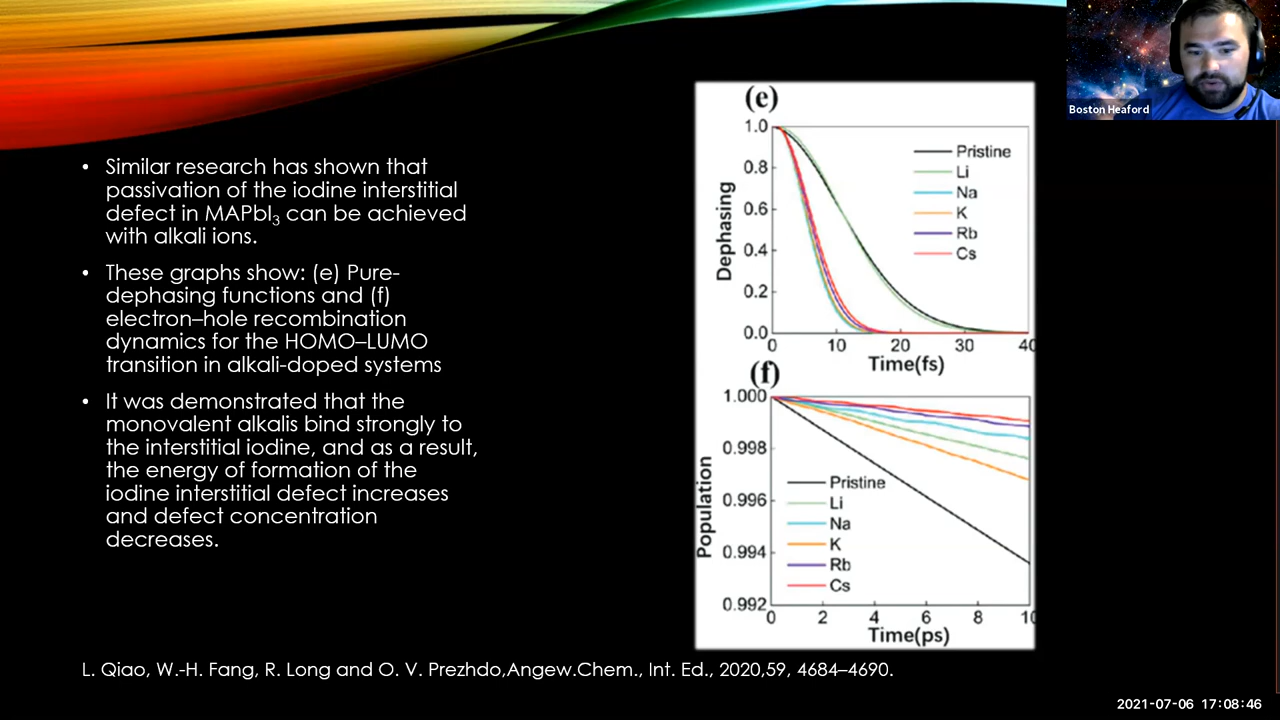 Boston Heaford
• Similar research has shown that
passivation of the iodine interstitial
defect in MAPbI₃ can be achieved
with alkali ions.
• These graphs show: (e) Pure-
dephasing functions and (f)
electron–hole recombination
dynamics for the HOMO–LUMO
transition in alkali-doped systems
• It was demonstrated that the
monovalent alkalis bind strongly to
the interstitial iodine, and as a result,
the energy of formation of the
iodine interstitial defect increases
and defect concentration
decreases.
(e)
Dephasing
1.0
0.8
0.6
0.4
0.2
0.0
Pristine
Li
Na
K
Rb
Cs
0 10 20 30 40
Time(fs)
(f)
Population
1.000
0.998
0.996
0.994
0.992
Pristine
Li
Na
K
Rb
Cs
0 2 4 6 8 10
Time(ps)
L. Qiao, W.-H. Fang, R. Long and O. V. Prezhdo,Angew.Chem., Int. Ed., 2020,59, 4684–4690.
2021-07-06 17:08:46